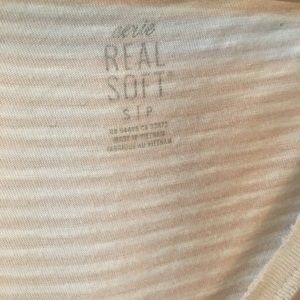 aerie
REAL
SOFT®
S | P
MADE IN VIETNAM
FABRIQUÉ AU VIETNAM